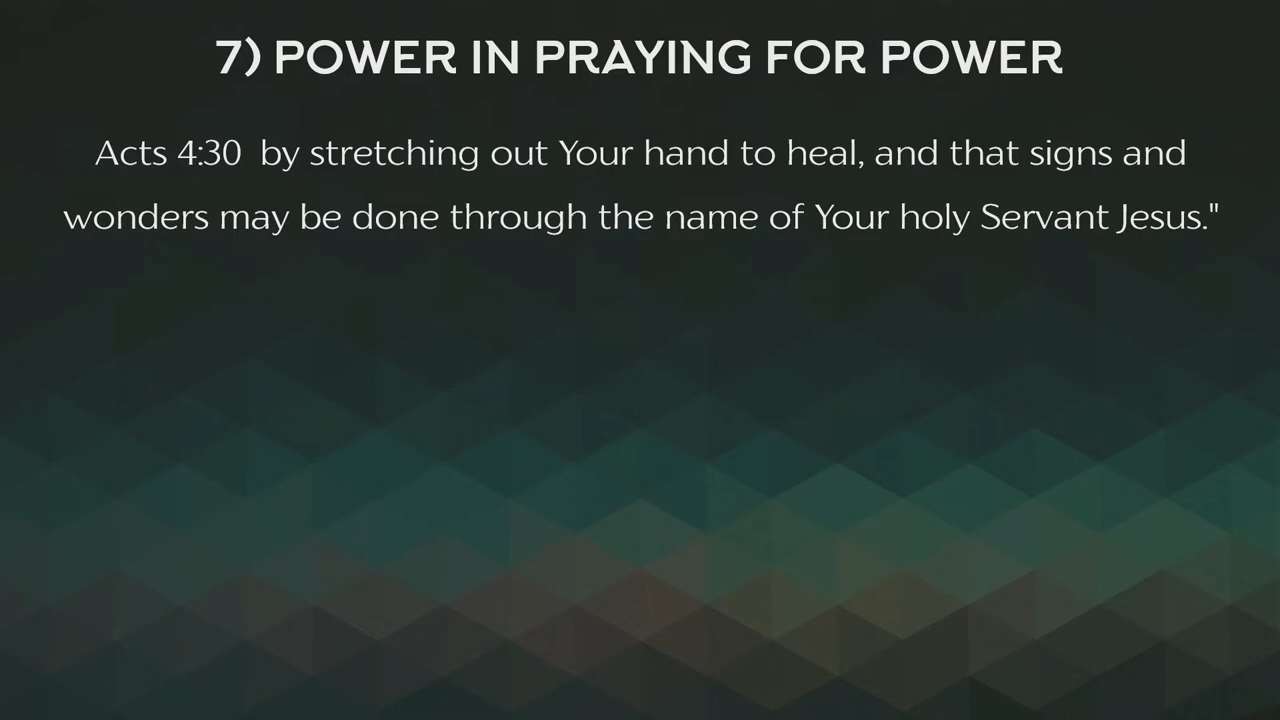 7) POWER IN PRAYING FOR POWER
Acts 4:30  by stretching out Your hand to heal, and that signs and
wonders may be done through the name of Your holy Servant Jesus."